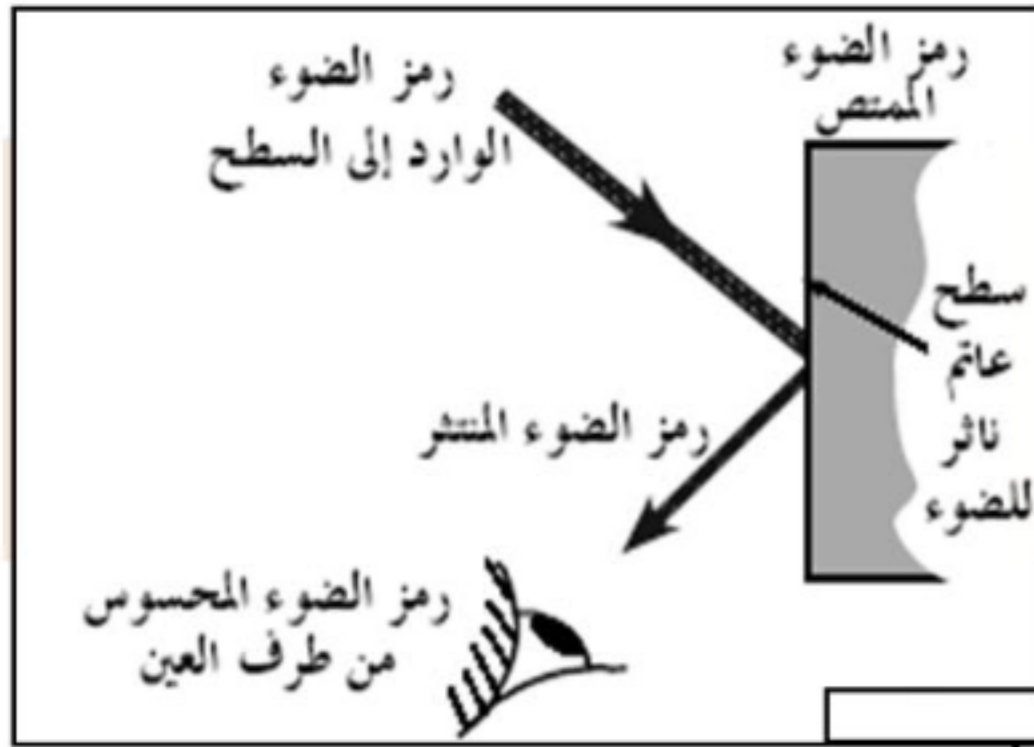 رمز الضوء
الممتص
رمز الضوء
الوارد إلى السطح
سطح
عاتم
ناثر
للضوء
رمز الضوء المنتثر
رمز الضوء المحسوس
من طرف العين